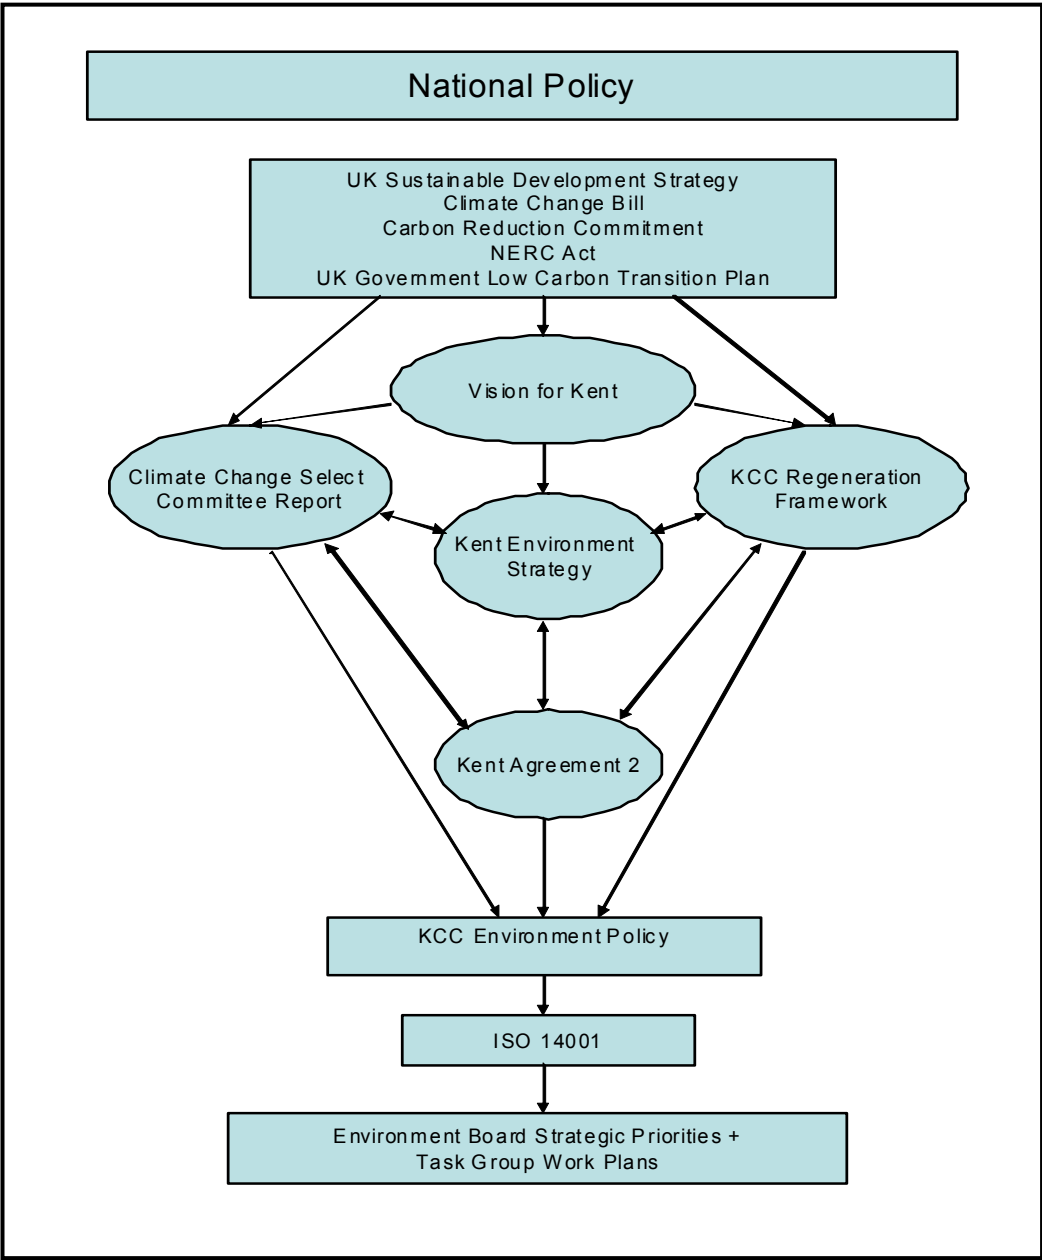 National Policy
UK Sustainable Development Strategy
Climate Change Bill
Carbon Reduction Commitment
NERC Act
UK Government Low Carbon Transition Plan
Vision for Kent
Climate Change Select
Committee Report
KCC Regeneration
Framework
Kent Environment
Strategy
Kent Agreement 2
KCC Environment Policy
ISO 14001
Environment Board Strategic Priorities +
Task Group Work Plans